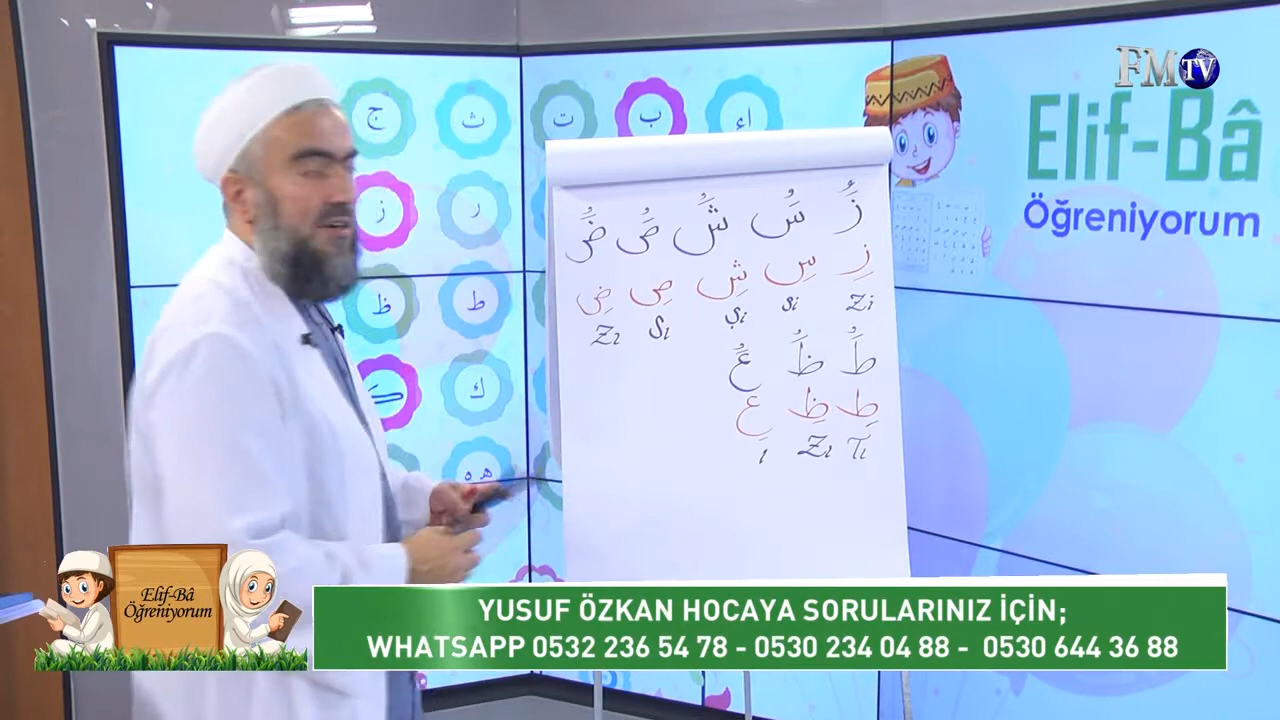 FM TV
Elif-Bâ
Öğreniyorum
إء ب ت ث ج
ر ز
ط ظ
ك
ه ه
زُ سُ شُ صُ ضُ
زِ سِ شِ صِ ضِ
Zi Si Şi Sı Zı
طُ ظُ عُ
طِ ظِ عِ
Tı Zı ı
Elif-Bâ
Öğreniyorum
YUSUF ÖZKAN HOCAYA SORULARINIZ İÇİN;
WHATSAPP 0532 236 54 78 - 0530 234 04 88 - 0530 644 36 88